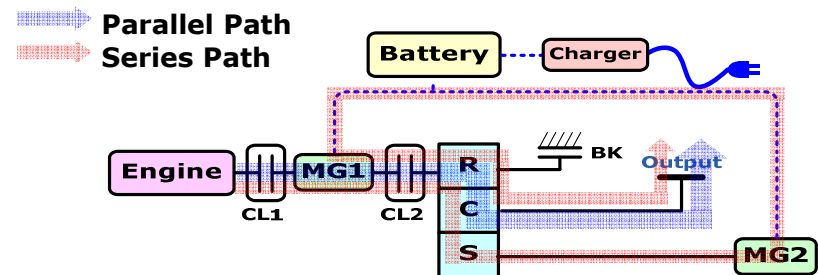 Parallel Path
Series Path
Battery
Charger
Engine
MG1
R
BK
Output
CL1
CL2
C
S
MG2